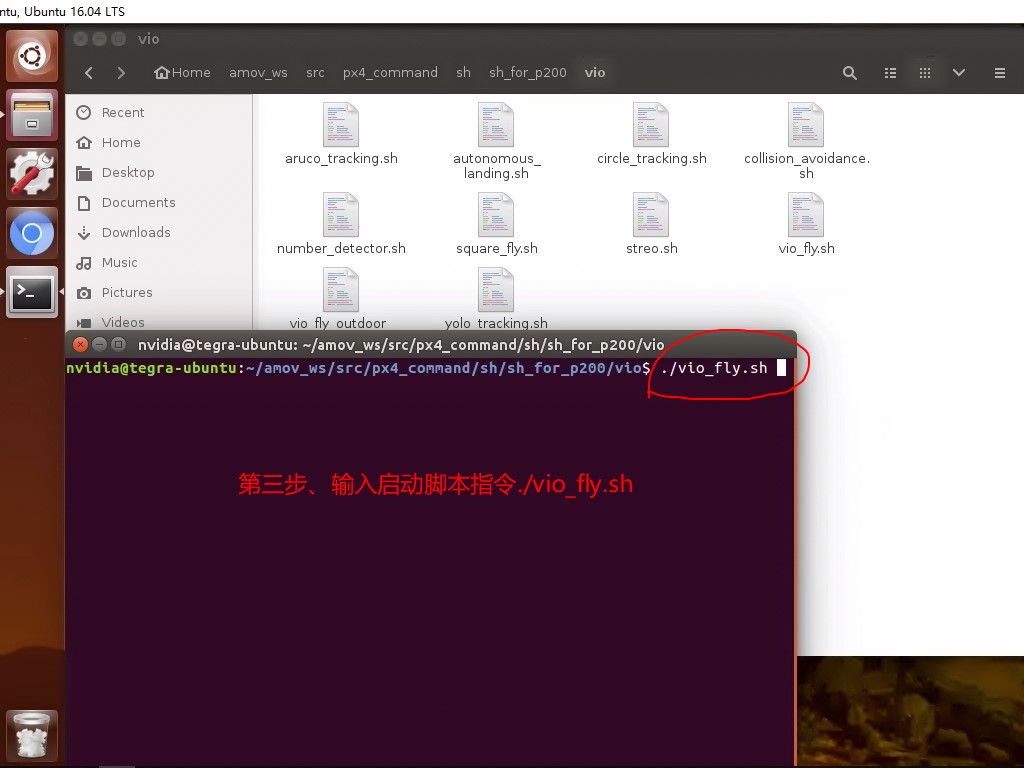 ntu, Ubuntu 16.04 LTS
vio
Home amov_ws src px4_command sh sh_for_p200 vio
Recent
Home
Desktop
Documents
Downloads
Music
Pictures
Videos
aruco_tracking.sh
autonomous_
landing.sh
circle_tracking.sh
collision_avoidance.
sh
number_detector.sh
square_fly.sh
streo.sh
vio_fly.sh
vio_fly_outdoor
yolo_tracking.sh
nvidia@tegra-ubuntu: ~/amov_ws/src/px4_command/sh/sh_for_p200/vio
nvidia@tegra-ubuntu:~/amov_ws/src/px4_command/sh/sh_for_p200/vio$ ./vio_fly.sh
第三步、输入启动脚本指令./vio_fly.sh